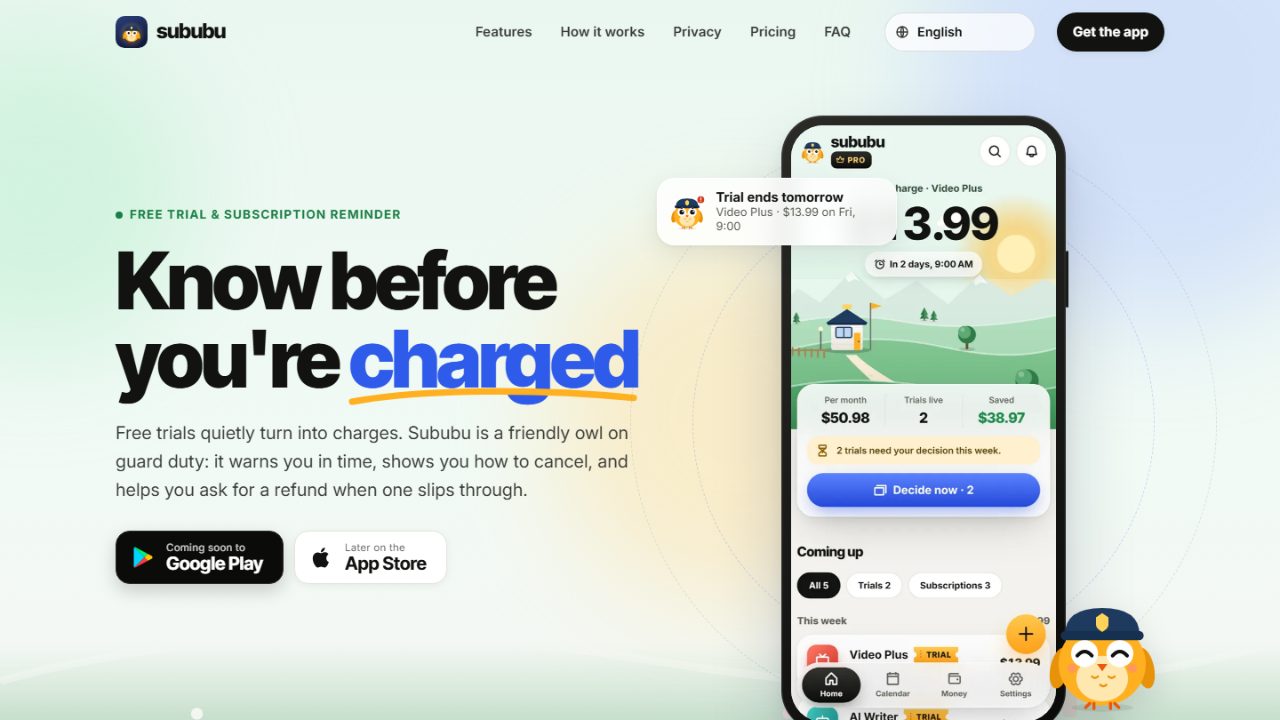 sububu
Features
How it works
Privacy
Pricing
FAQ
English
Get the app
FREE TRIAL & SUBSCRIPTION REMINDER
Know before
you're charged
Free trials quietly turn into charges. Sububu is a friendly owl on
guard duty: it warns you in time, shows you how to cancel, and
helps you ask for a refund when one slips through.
Coming soon to
Google Play
Later on the
App Store
sububu
PRO
Trial ends tomorrow
Video Plus · $13.99 on Fri,
9:00
harge · Video Plus
3.99
In 2 days, 9:00 AM
Per month
$50.98
Trials live
2
Saved
$38.97
2 trials need your decision this week.
Decide now · 2
Coming up
All 5
Trials 2
Subscriptions 3
This week
99
Video Plus
TRIAL
$13.99
Home
Calendar
Money
Settings
AI Writer
TRIAL